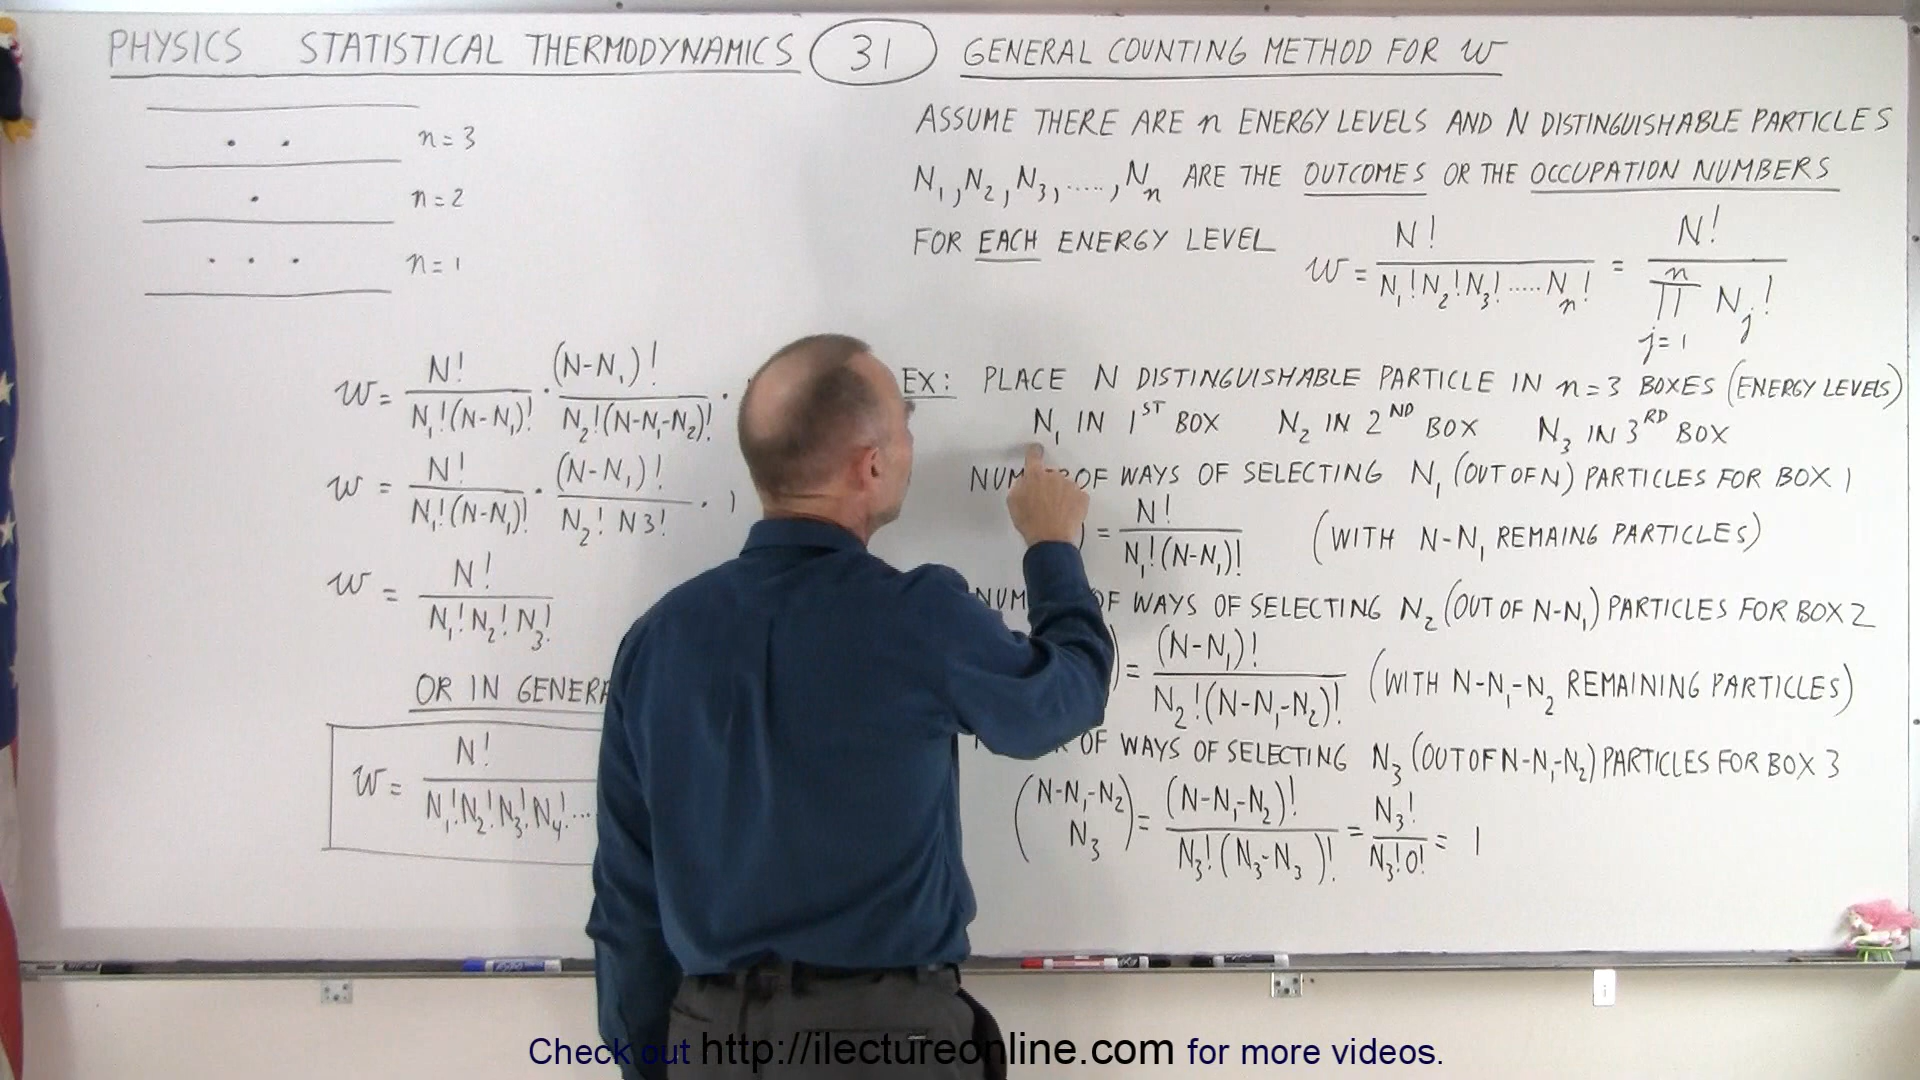 PHYSICS STATISTICAL THERMODYNAMICS 31 GENERAL COUNTING METHOD FOR w
n=3
n=2
n=1
w = N! / N₁!(N-N₁)! · (N-N₁)! / N₂!(N-N₁-N₂)! ·
w = N! / N₁!(N-N₁)! · (N-N₁)! / N₂! N3! · 1
w = N! / N₁!N₂!N₃!
OR IN GENERA
w = N! / N₁!N₂!N₃!N₄!...
ASSUME THERE ARE n ENERGY LEVELS AND N DISTINGUISHABLE PARTICLES
N₁, N₂, N₃, ....., Nₙ ARE THE OUTCOMES OR THE OCCUPATION NUMBERS
FOR EACH ENERGY LEVEL w = N! / N₁!N₂!N₃!.....Nₙ! = N! / ∏ⁿⱼ₌₁ Nⱼ!
EX: PLACE N DISTINGUISHABLE PARTICLE IN n=3 BOXES (ENERGY LEVELS)
N₁ IN 1ST BOX N₂ IN 2ND BOX N₃ IN 3RD BOX
NUM OF WAYS OF SELECTING N₁ (OUT OF N) PARTICLES FOR BOX 1
) = N! / N₁!(N-N₁)! (WITH N-N₁ REMAING PARTICLES)
NUM OF WAYS OF SELECTING N₂ (OUT OF N-N₁) PARTICLES FOR BOX 2
) = (N-N₁)! / N₂!(N-N₁-N₂)! (WITH N-N₁-N₂ REMAINING PARTICLES)
OF WAYS OF SELECTING N₃ (OUT OF N-N₁-N₂) PARTICLES FOR BOX 3
(N-N₁-N₂ N₃) = (N-N₁-N₂)! / N₃!(N₃-N₃)! = N₃! / N₃!0! = 1
Check out http://ilectureonline.com for more videos.